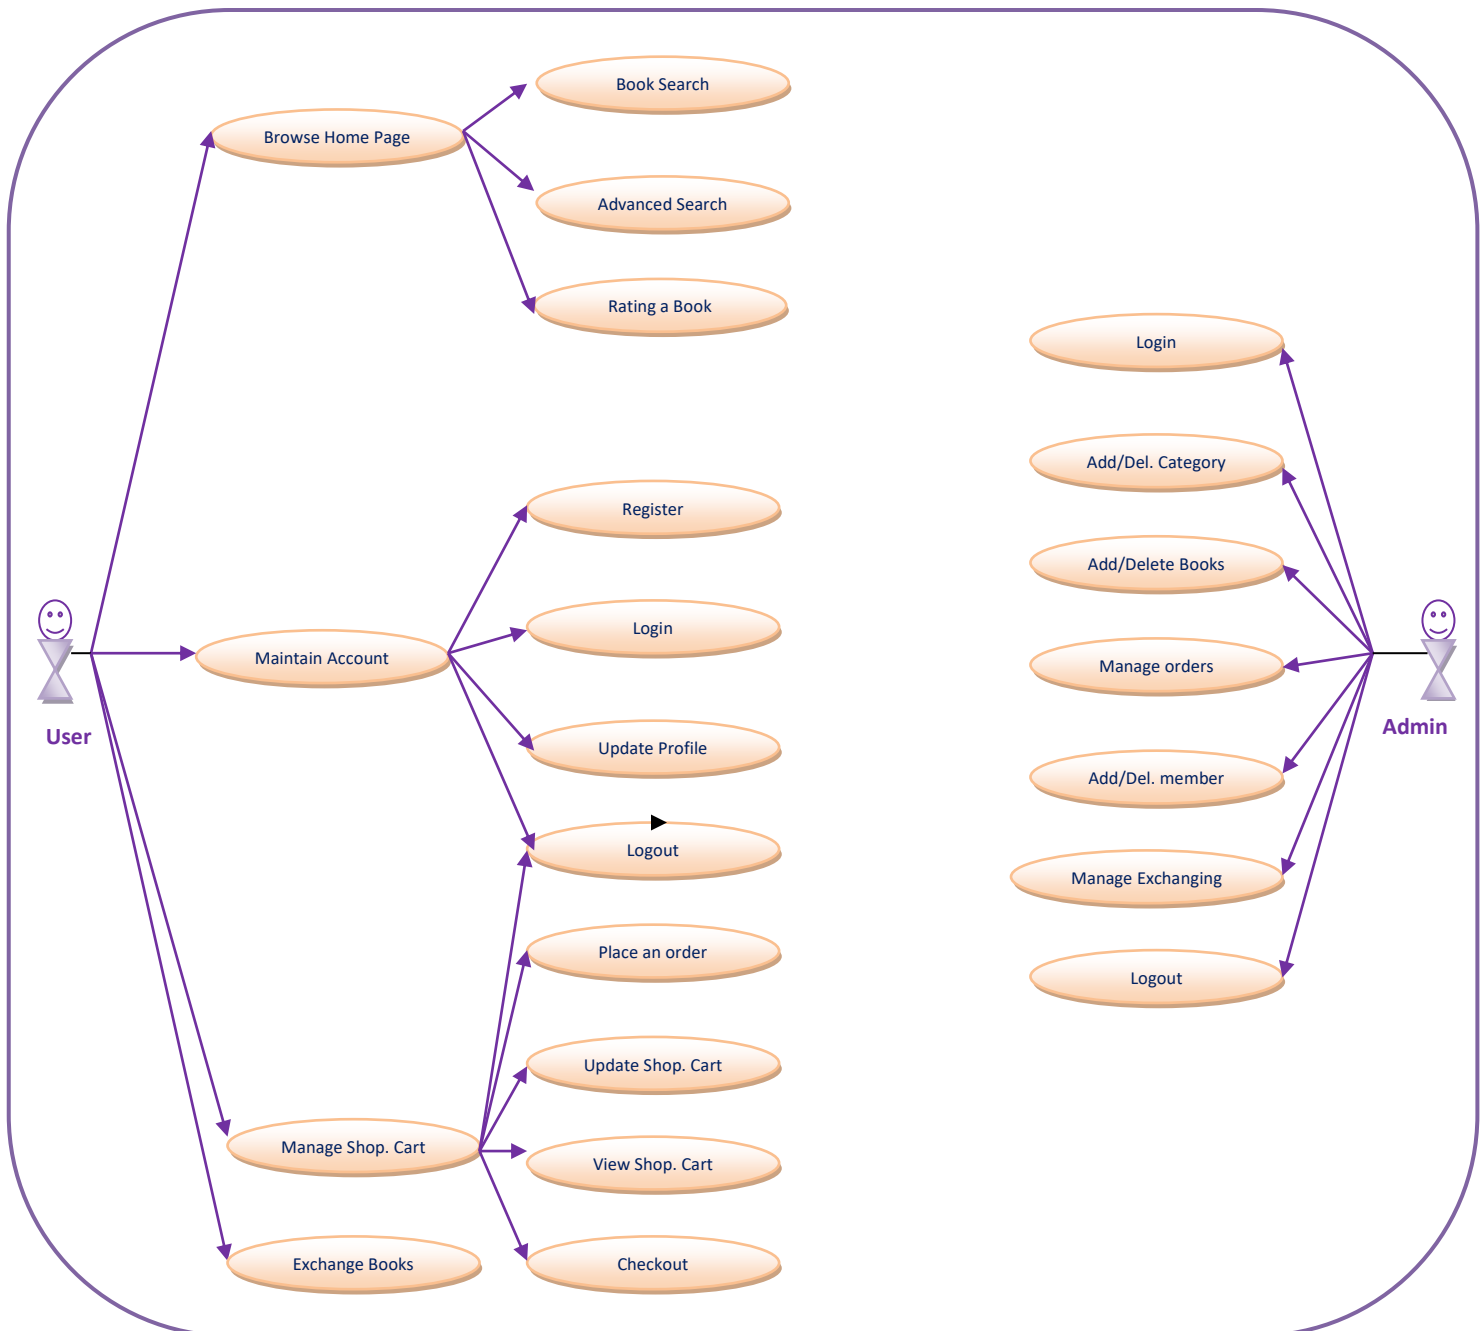 Book Search
Browse Home Page
Advanced Search
Rating a Book
Login
Add/Del. Category
Register
Add/Delete Books
Login
Maintain Account
Manage orders
User
Admin
Update Profile
Add/Del. member
Logout
Manage Exchanging
Place an order
Logout
Update Shop. Cart
Manage Shop. Cart
View Shop. Cart
Exchange Books
Checkout